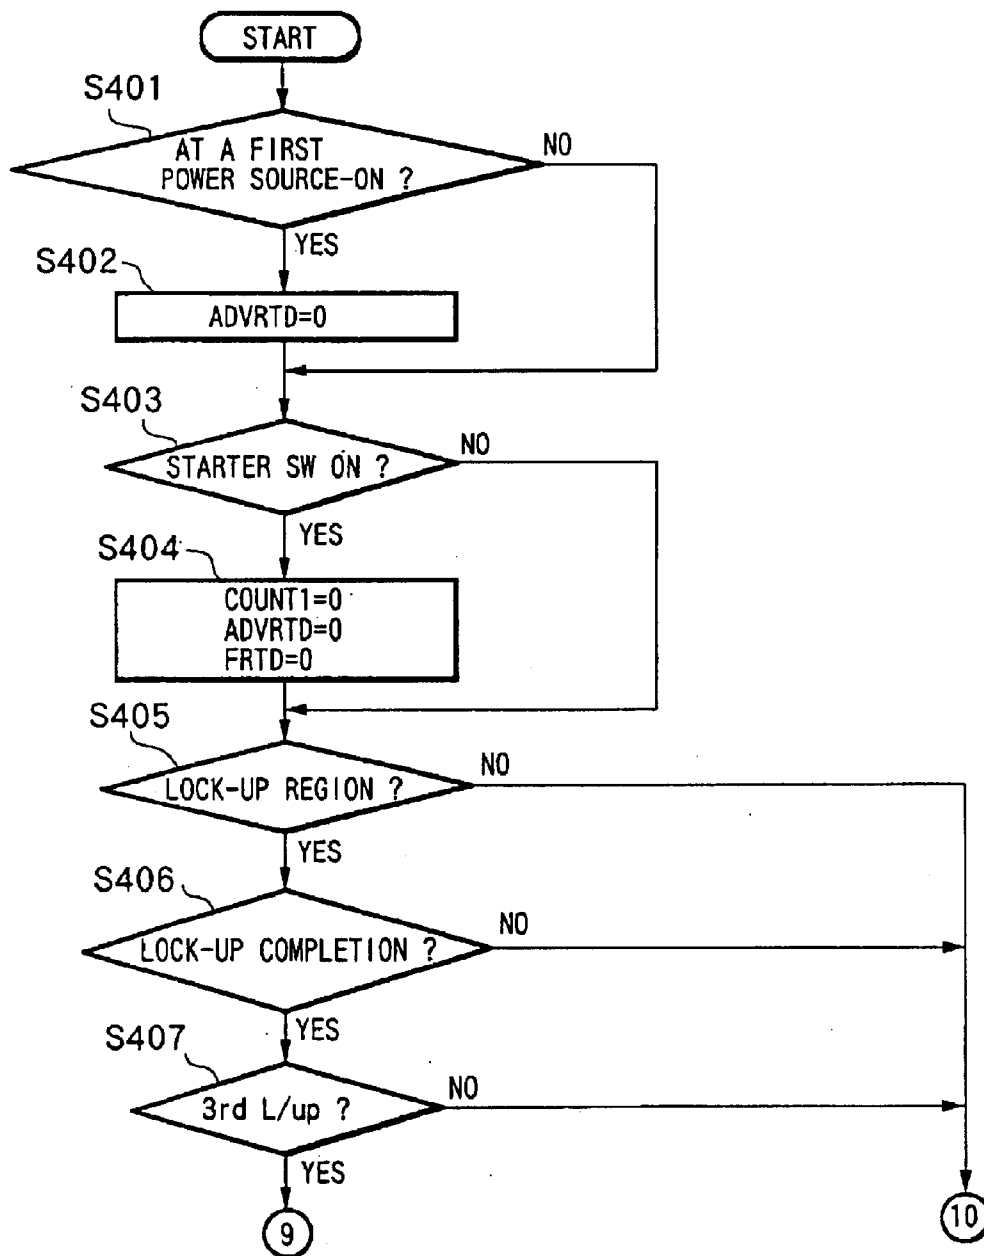 START
S401
AT A FIRST
POWER SOURCE-ON ?
NO
YES
S402
ADVRTD=0
S403
STARTER SW ON ?
NO
YES
S404
COUNT1=0
ADVRTD=0
FRTD=0
S405
LOCK-UP REGION ?
NO
YES
S406
LOCK-UP COMPLETION ?
NO
YES
S407
3rd L/up ?
NO
YES
9
10